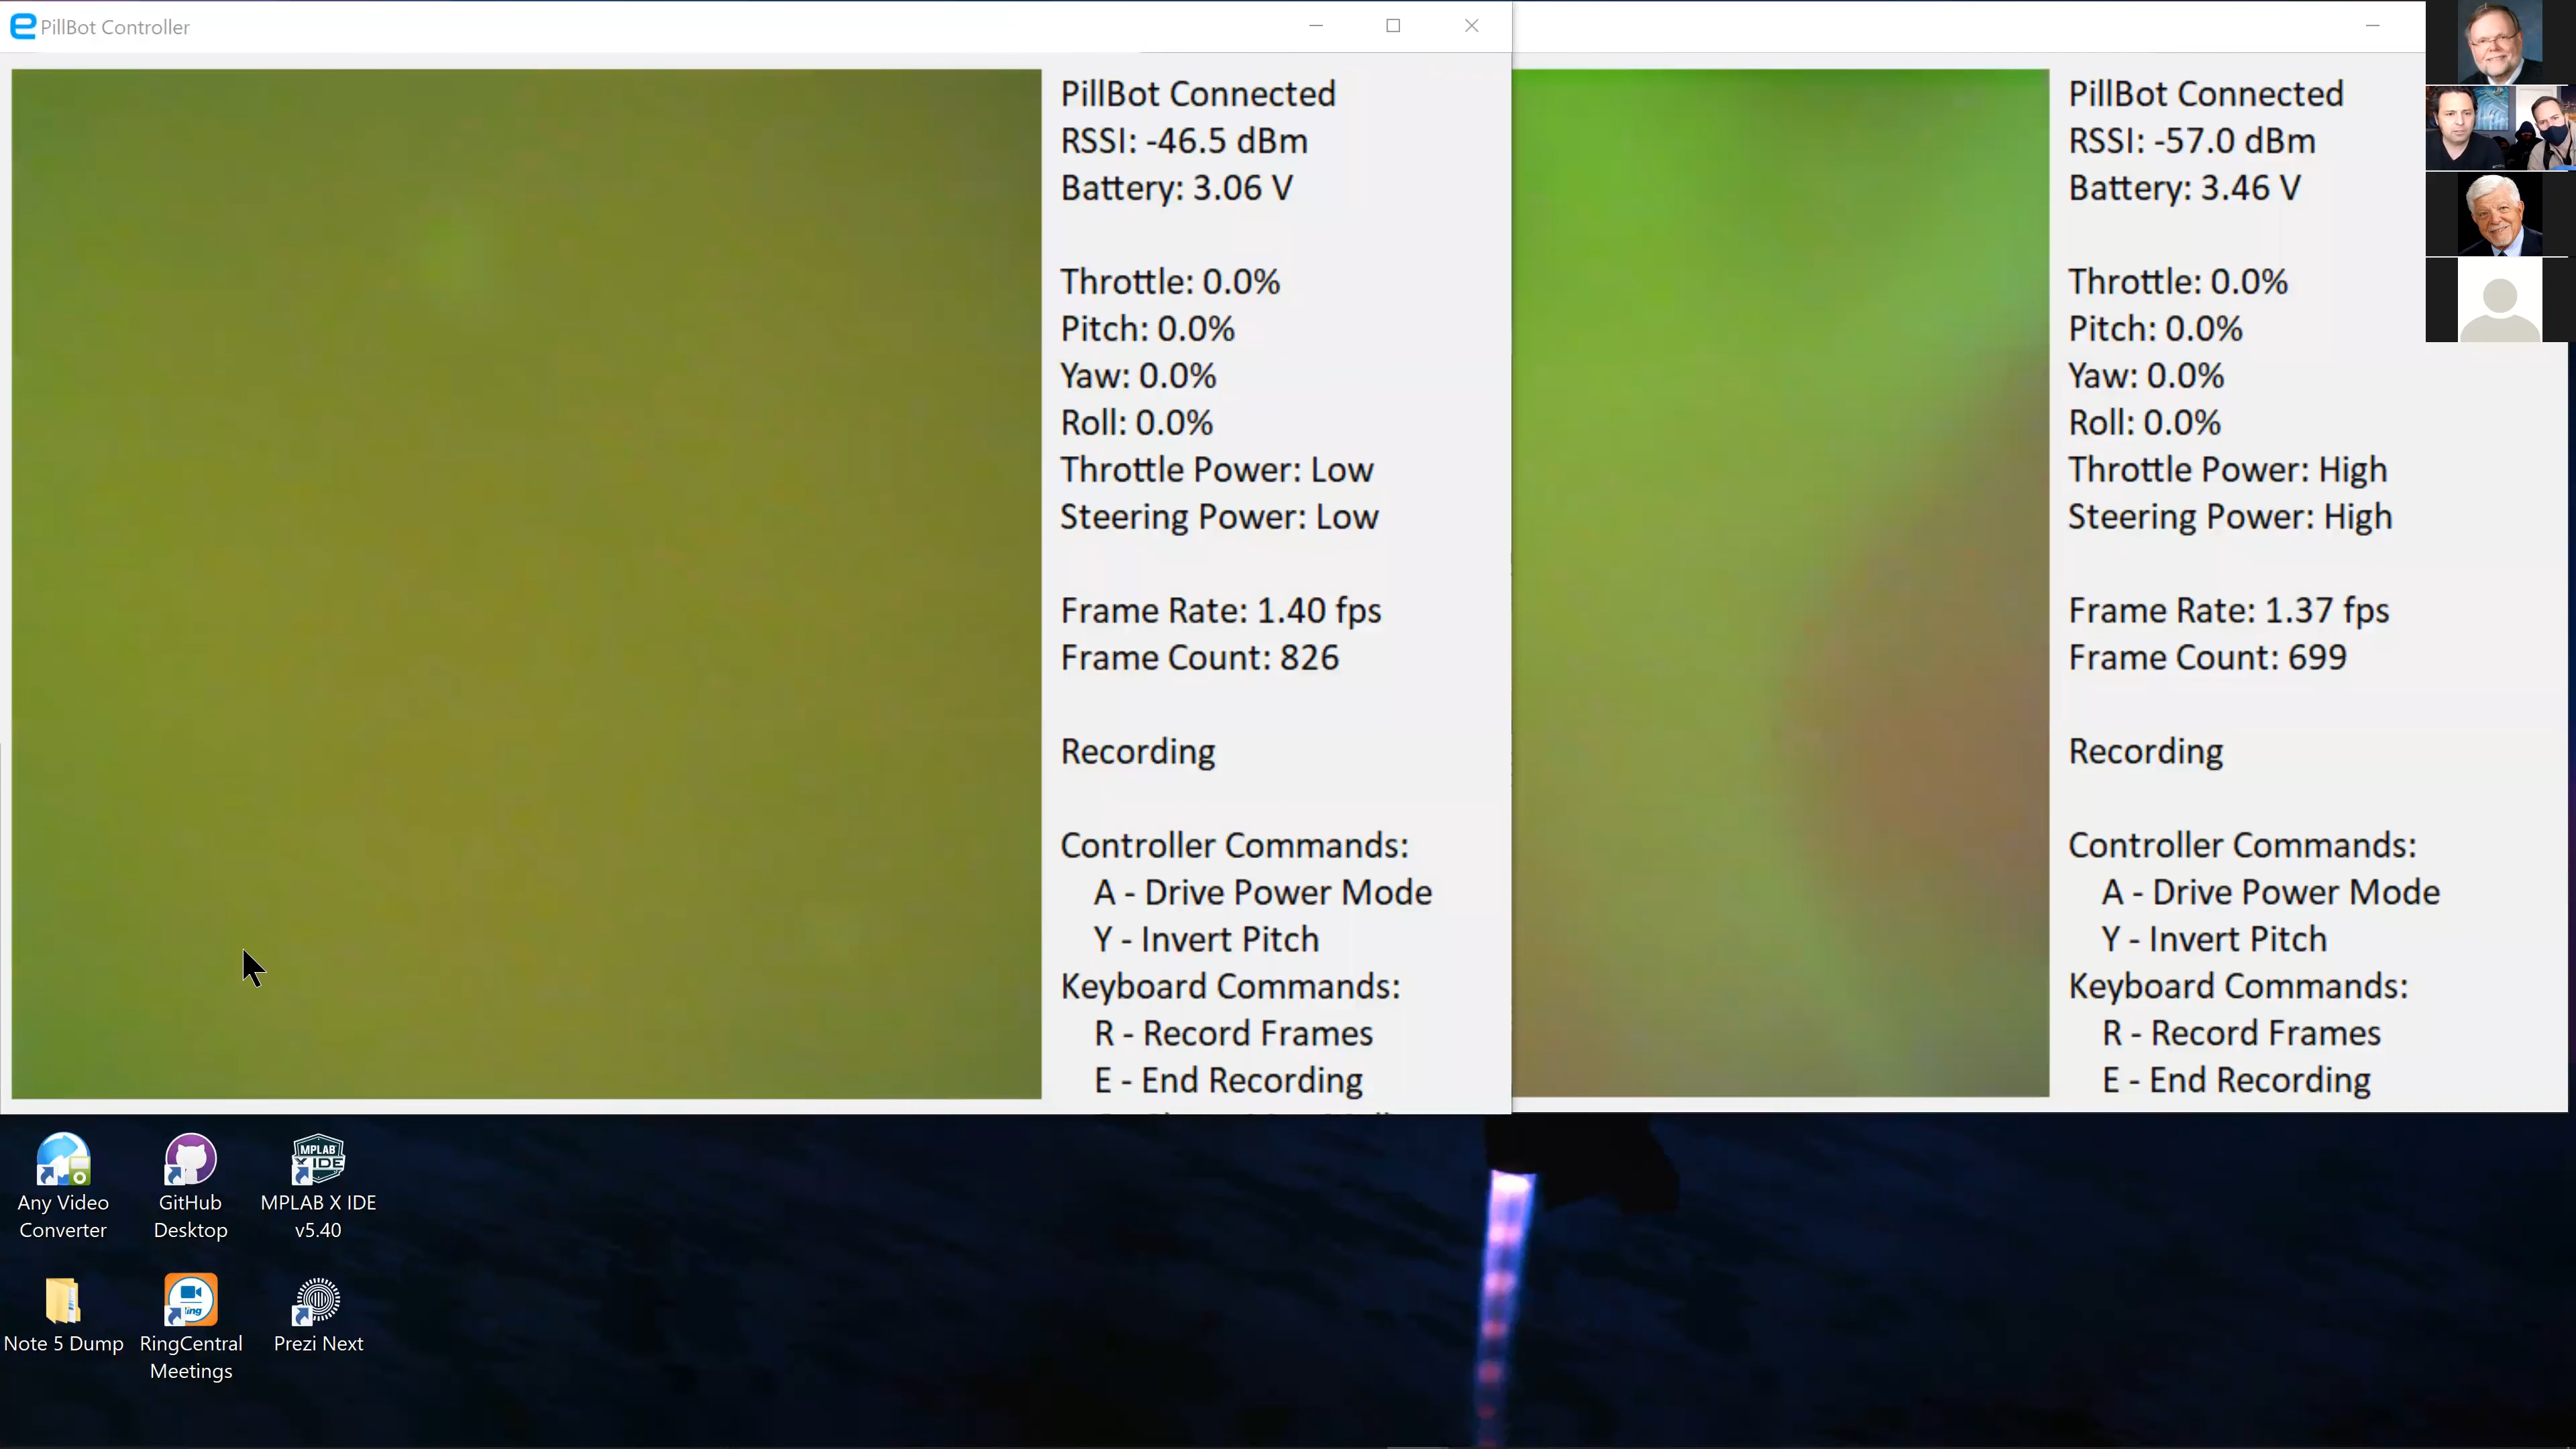 PillBot Controller
PillBot Connected
RSSI: -46.5 dBm
Battery: 3.06 V
Throttle: 0.0%
Pitch: 0.0%
Yaw: 0.0%
Roll: 0.0%
Throttle Power: Low
Steering Power: Low
Frame Rate: 1.40 fps
Frame Count: 826
Recording
Controller Commands:
A - Drive Power Mode
Y - Invert Pitch
Keyboard Commands:
R - Record Frames
E - End Recording
PillBot Connected
RSSI: -57.0 dBm
Battery: 3.46 V
Throttle: 0.0%
Pitch: 0.0%
Yaw: 0.0%
Roll: 0.0%
Throttle Power: High
Steering Power: High
Frame Rate: 1.37 fps
Frame Count: 699
Recording
Controller Commands:
A - Drive Power Mode
Y - Invert Pitch
Keyboard Commands:
R - Record Frames
E - End Recording
MPLAB
X IDE
Any Video
Converter
GitHub
Desktop
MPLAB X IDE
v5.40
Note 5 Dump
RingCentral
Meetings
Prezi Next